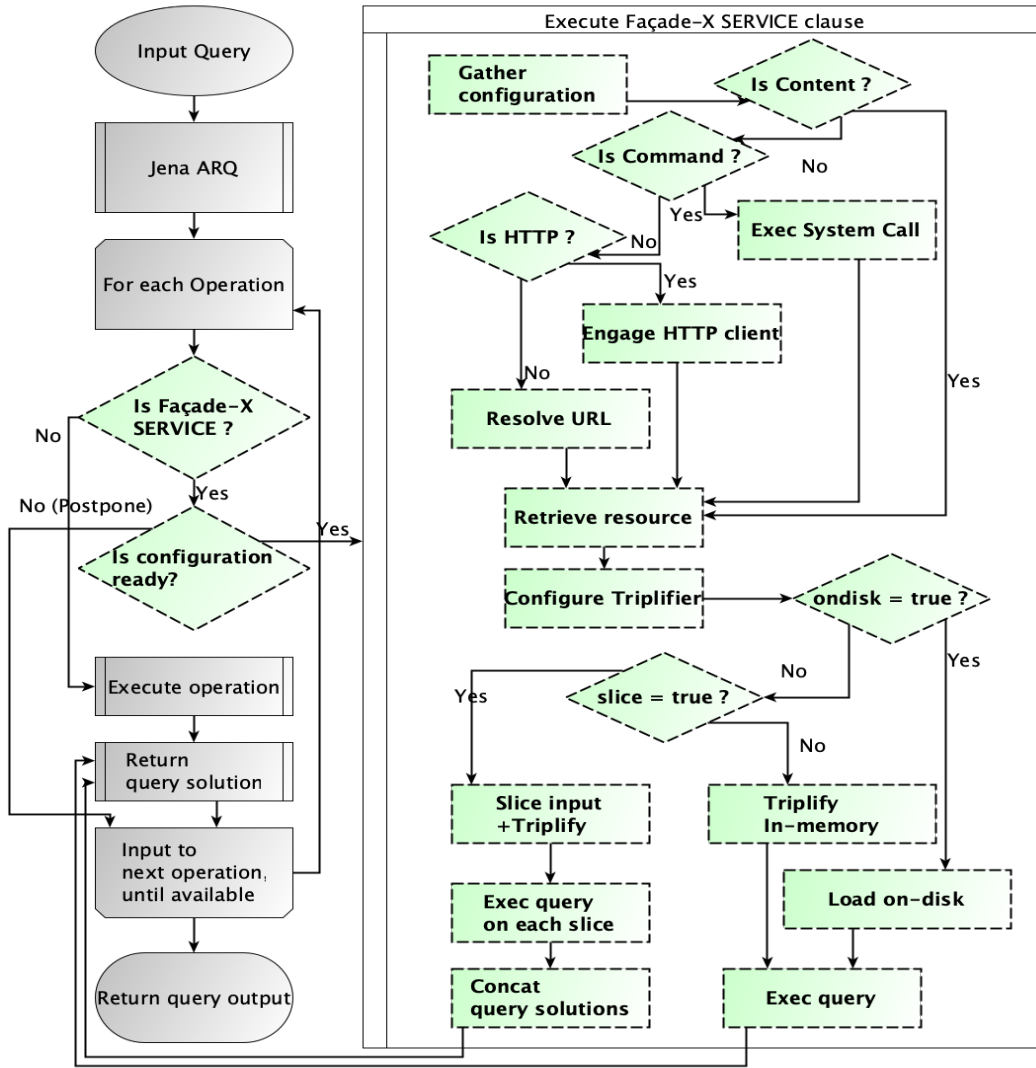 Input Query
Jena ARQ
For each Operation
Is Façade-X
SERVICE ?
No
Yes
No (Postpone)
Is configuration
ready?
Yes
Execute operation
Return
query solution
Input to
next operation,
until available
Return query output
Execute Façade-X SERVICE clause
Gather
configuration
Is Content ?
No
Yes
Is Command ?
Yes
No
Exec System Call
Is HTTP ?
Yes
No
Engage HTTP client
Resolve URL
Retrieve resource
Configure Triplifier
ondisk = true ?
No
Yes
slice = true ?
Yes
No
Slice input
+Triplify
Triplify
In-memory
Load on-disk
Exec query
on each slice
Concat
query solutions
Exec query